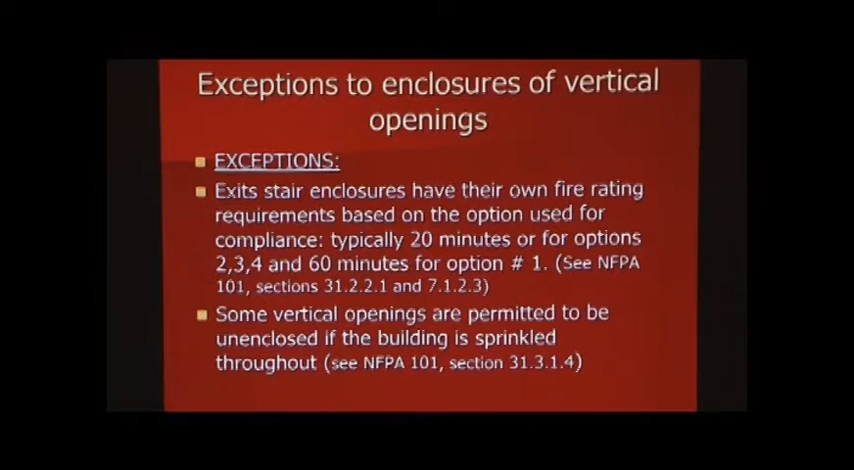 Exceptions to enclosures of vertical
openings
EXCEPTIONS:
Exits stair enclosures have their own fire rating
requirements based on the option used for
compliance: typically 20 minutes or for options
2,3,4 and 60 minutes for option # 1. (See NFPA
101, sections 31.2.2.1 and 7.1.2.3)
Some vertical openings are permitted to be
unenclosed if the building is sprinkled
throughout (see NFPA 101, section 31.3.1.4)